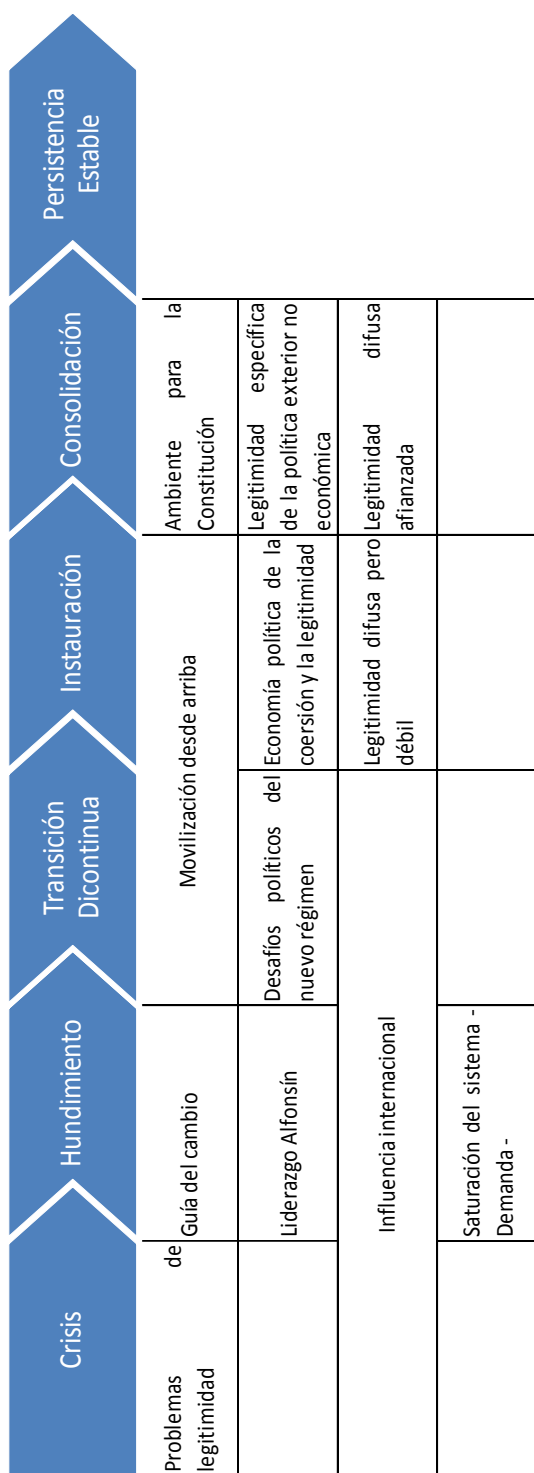 Crisis
Hundimiento
Transición
Dicontinua
Instauración
Consolidación
Persistencia
Estable
Problemas de
legitimidad
Guía del cambio
Movilización desde arriba
Ambiente para la
Constitución
Liderazgo Alfonsín
Desafíos políticos del
nuevo régimen
Economía política de la
coersión y la legitimidad
Legitimidad específica
de la política exterior no
económica
Influencia internacional
Legitimidad difusa pero
débil
Legitimidad difusa
afianzada
Saturación del sistema -
Demanda -